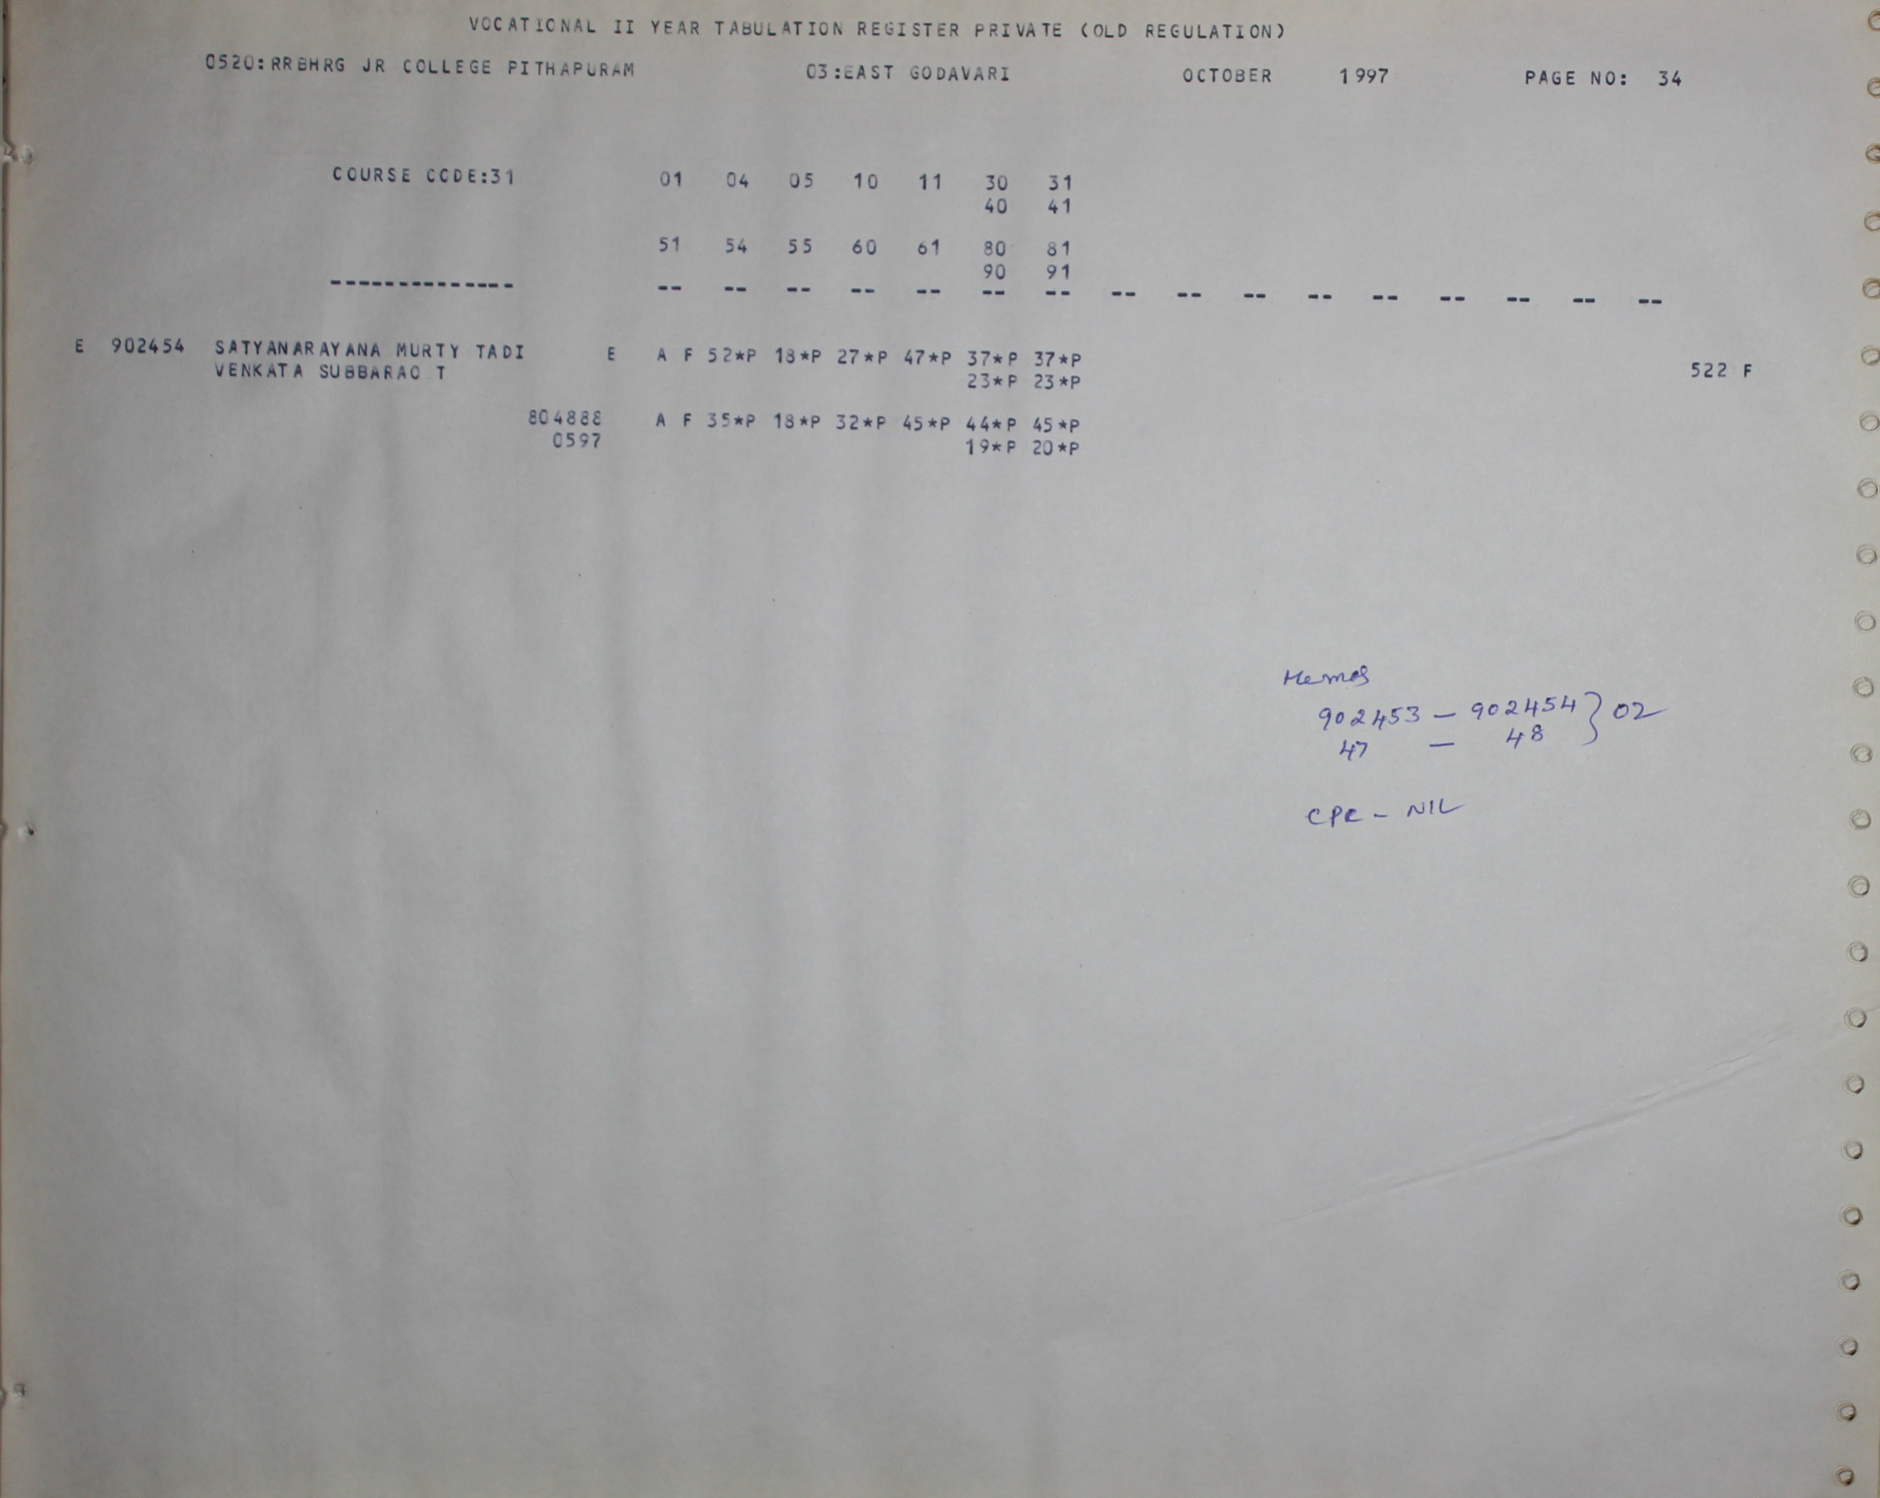 VOCATIONAL II YEAR TABULATION REGISTER PRIVATE (OLD REGULATION)
0520:RRBHRG JR COLLEGE PITHAPURAM 03:EAST GODAVARI OCTOBER 1997 PAGE NO: 34
COURSE CODE:31 01 04 05 10 11 30 31
40 41
51 54 55 60 61 80 81
90 91
-------------- -- -- -- -- -- -- -- -- -- -- -- -- -- -- -- --
E 902454 SATYANARAYANA MURTY TADI E A F 52*P 18*P 27*P 47*P 37*P 37*P
VENKATA SUBBARAO T 23*P 23*P 522 F
804888 A F 35*P 18*P 32*P 45*P 44*P 45*P
0597 19*P 20*P
Memos
902453 — 902454 } 02
47 — 48
CPC - NIL